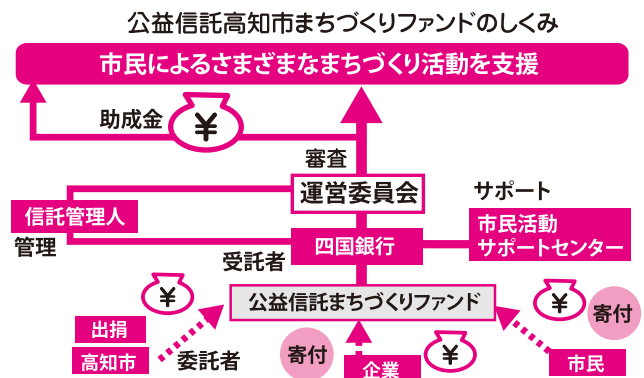 公益信託高知市まちづくりファンドのしくみ
市民によるさまざまなまちづくり活動を支援
助成金
¥
審査
運営委員会
サポート
信託管理人
管理
四国銀行
市民活動
サポートセンター
受託者
公益信託まちづくりファンド
¥
¥
寄付
出捐
高知市
委託者
寄付
企業
¥
市民